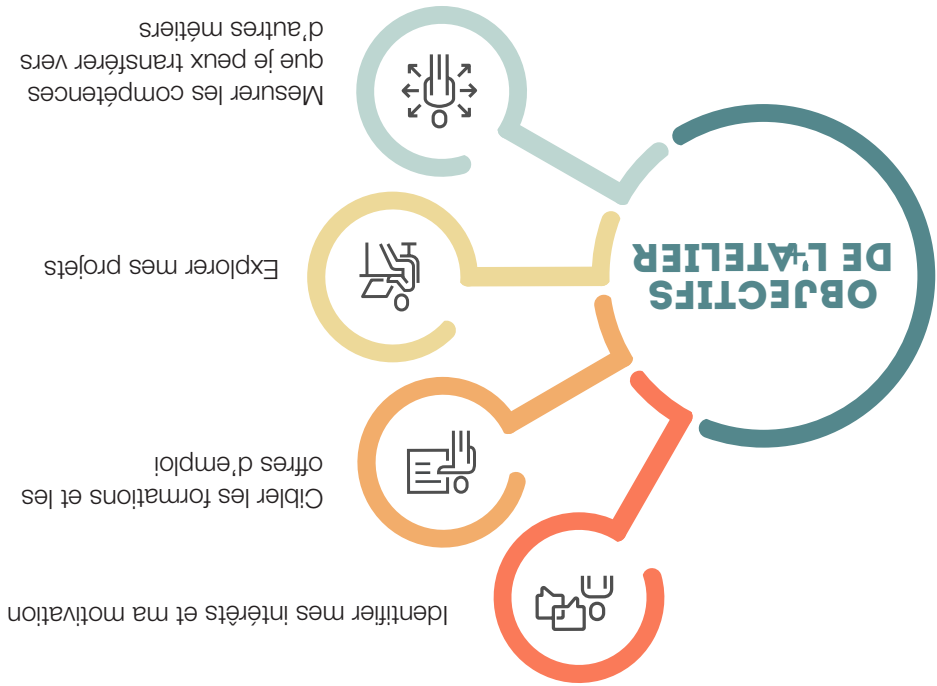 OBJECTIFS
DE L'ATELIER
Identifier mes intérêts et ma motivation
Cibler les formations et les
offres d'emploi
Explorer mes projets
Mesurer les compétences
que je peux transférer vers
d'autres métiers